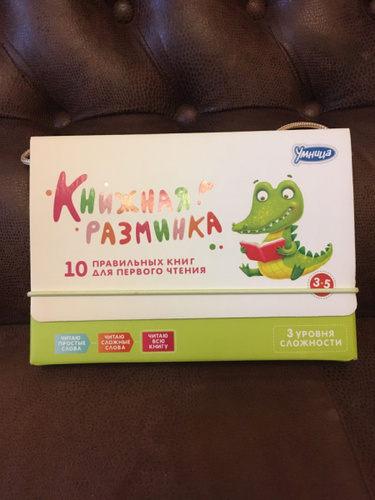 Умница
Книжная
разминка
10 ПРАВИЛЬНЫХ КНИГ
ДЛЯ ПЕРВОГО ЧТЕНИЯ
3-5
ЧИТАЮ
ПРОСТЫЕ
СЛОВА
ЧИТАЮ
СЛОЖНЫЕ
СЛОВА
ЧИТАЮ
ВСЮ
КНИГУ
3 УРОВНЯ
СЛОЖНОСТИ